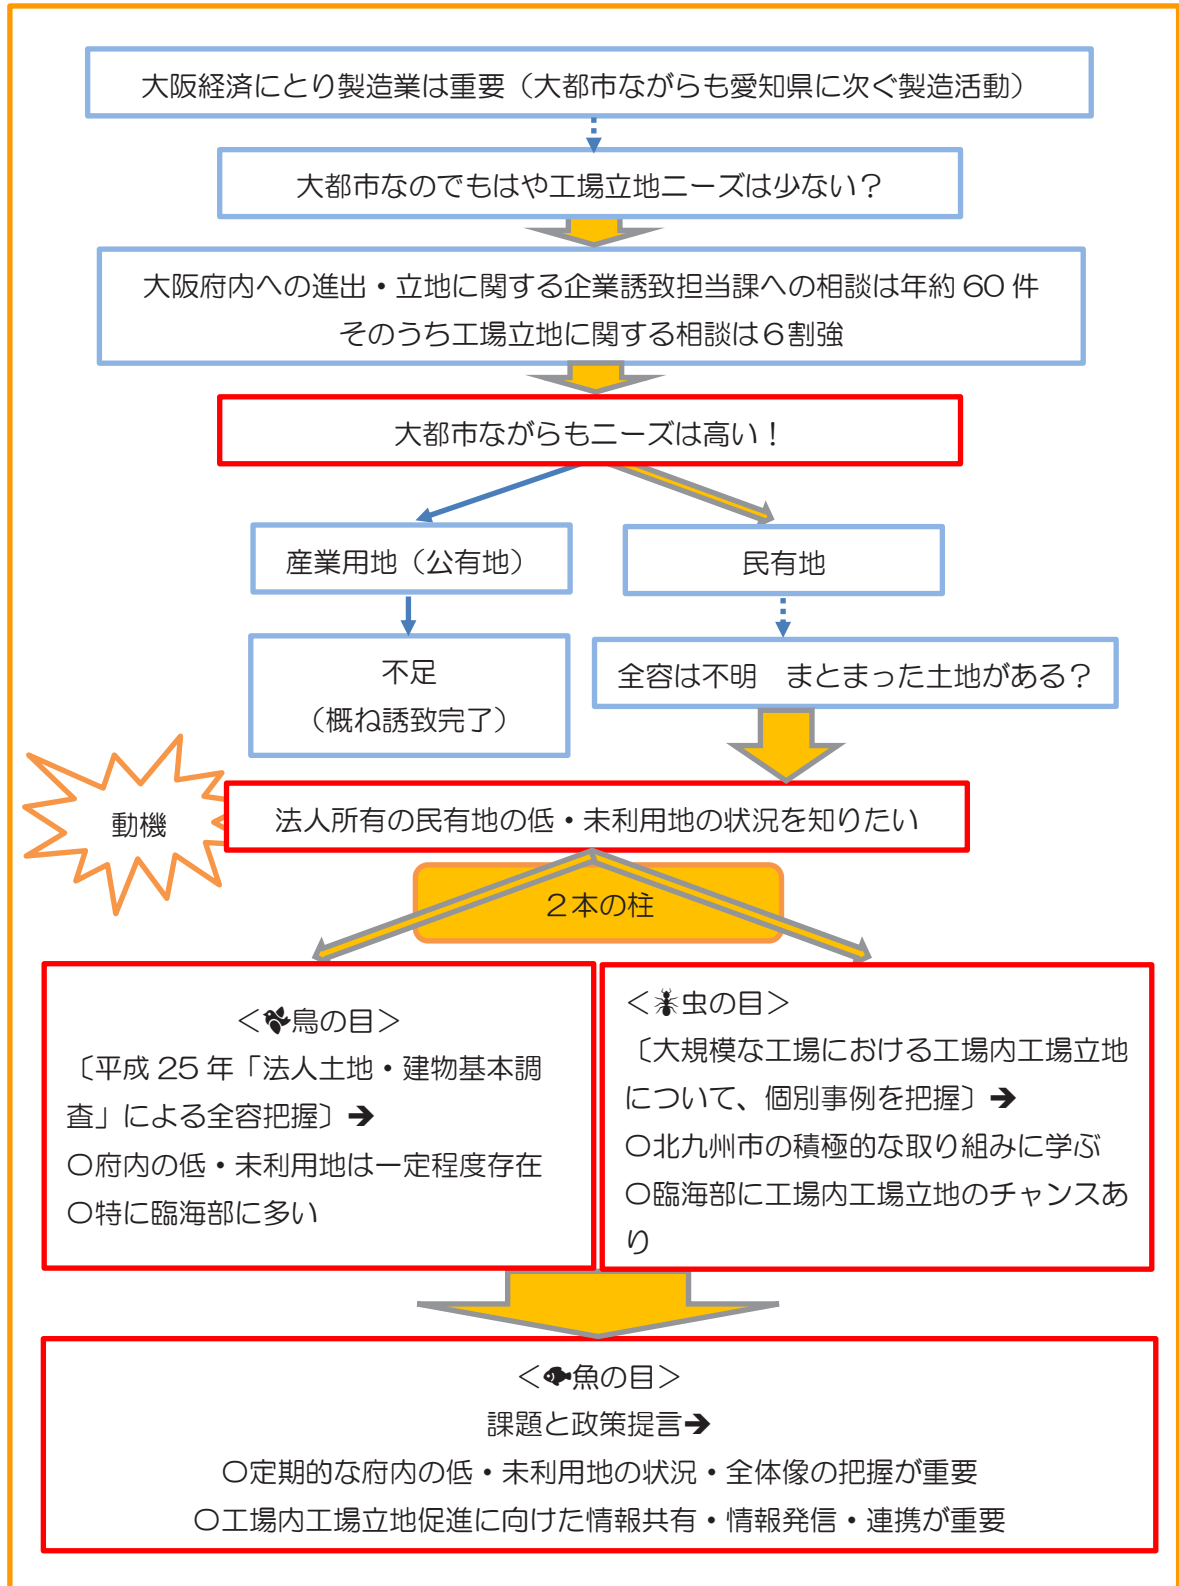 大阪経済にとり製造業は重要（大都市ながらも愛知県に次ぐ製造活動）
大都市なのでもはや工場立地ニーズは少ない？
大阪府内への進出・立地に関する企業誘致担当課への相談は年約 60 件
そのうち工場立地に関する相談は６割強
大都市ながらもニーズは高い！
産業用地（公有地）
民有地
不足
（概ね誘致完了）
全容は不明　まとまった土地がある？
動機
法人所有の民有地の低・未利用地の状況を知りたい
２本の柱
＜鳥の目＞
〔平成 25 年「法人土地・建物基本調
査」による全容把握〕➔
〇府内の低・未利用地は一定程度存在
〇特に臨海部に多い
＜虫の目＞
〔大規模な工場における工場内工場立地
について、個別事例を把握〕➔
〇北九州市の積極的な取り組みに学ぶ
〇臨海部に工場内工場立地のチャンスあ
り
＜魚の目＞
課題と政策提言➔
〇定期的な府内の低・未利用地の状況・全体像の把握が重要
〇工場内工場立地促進に向けた情報共有・情報発信・連携が重要